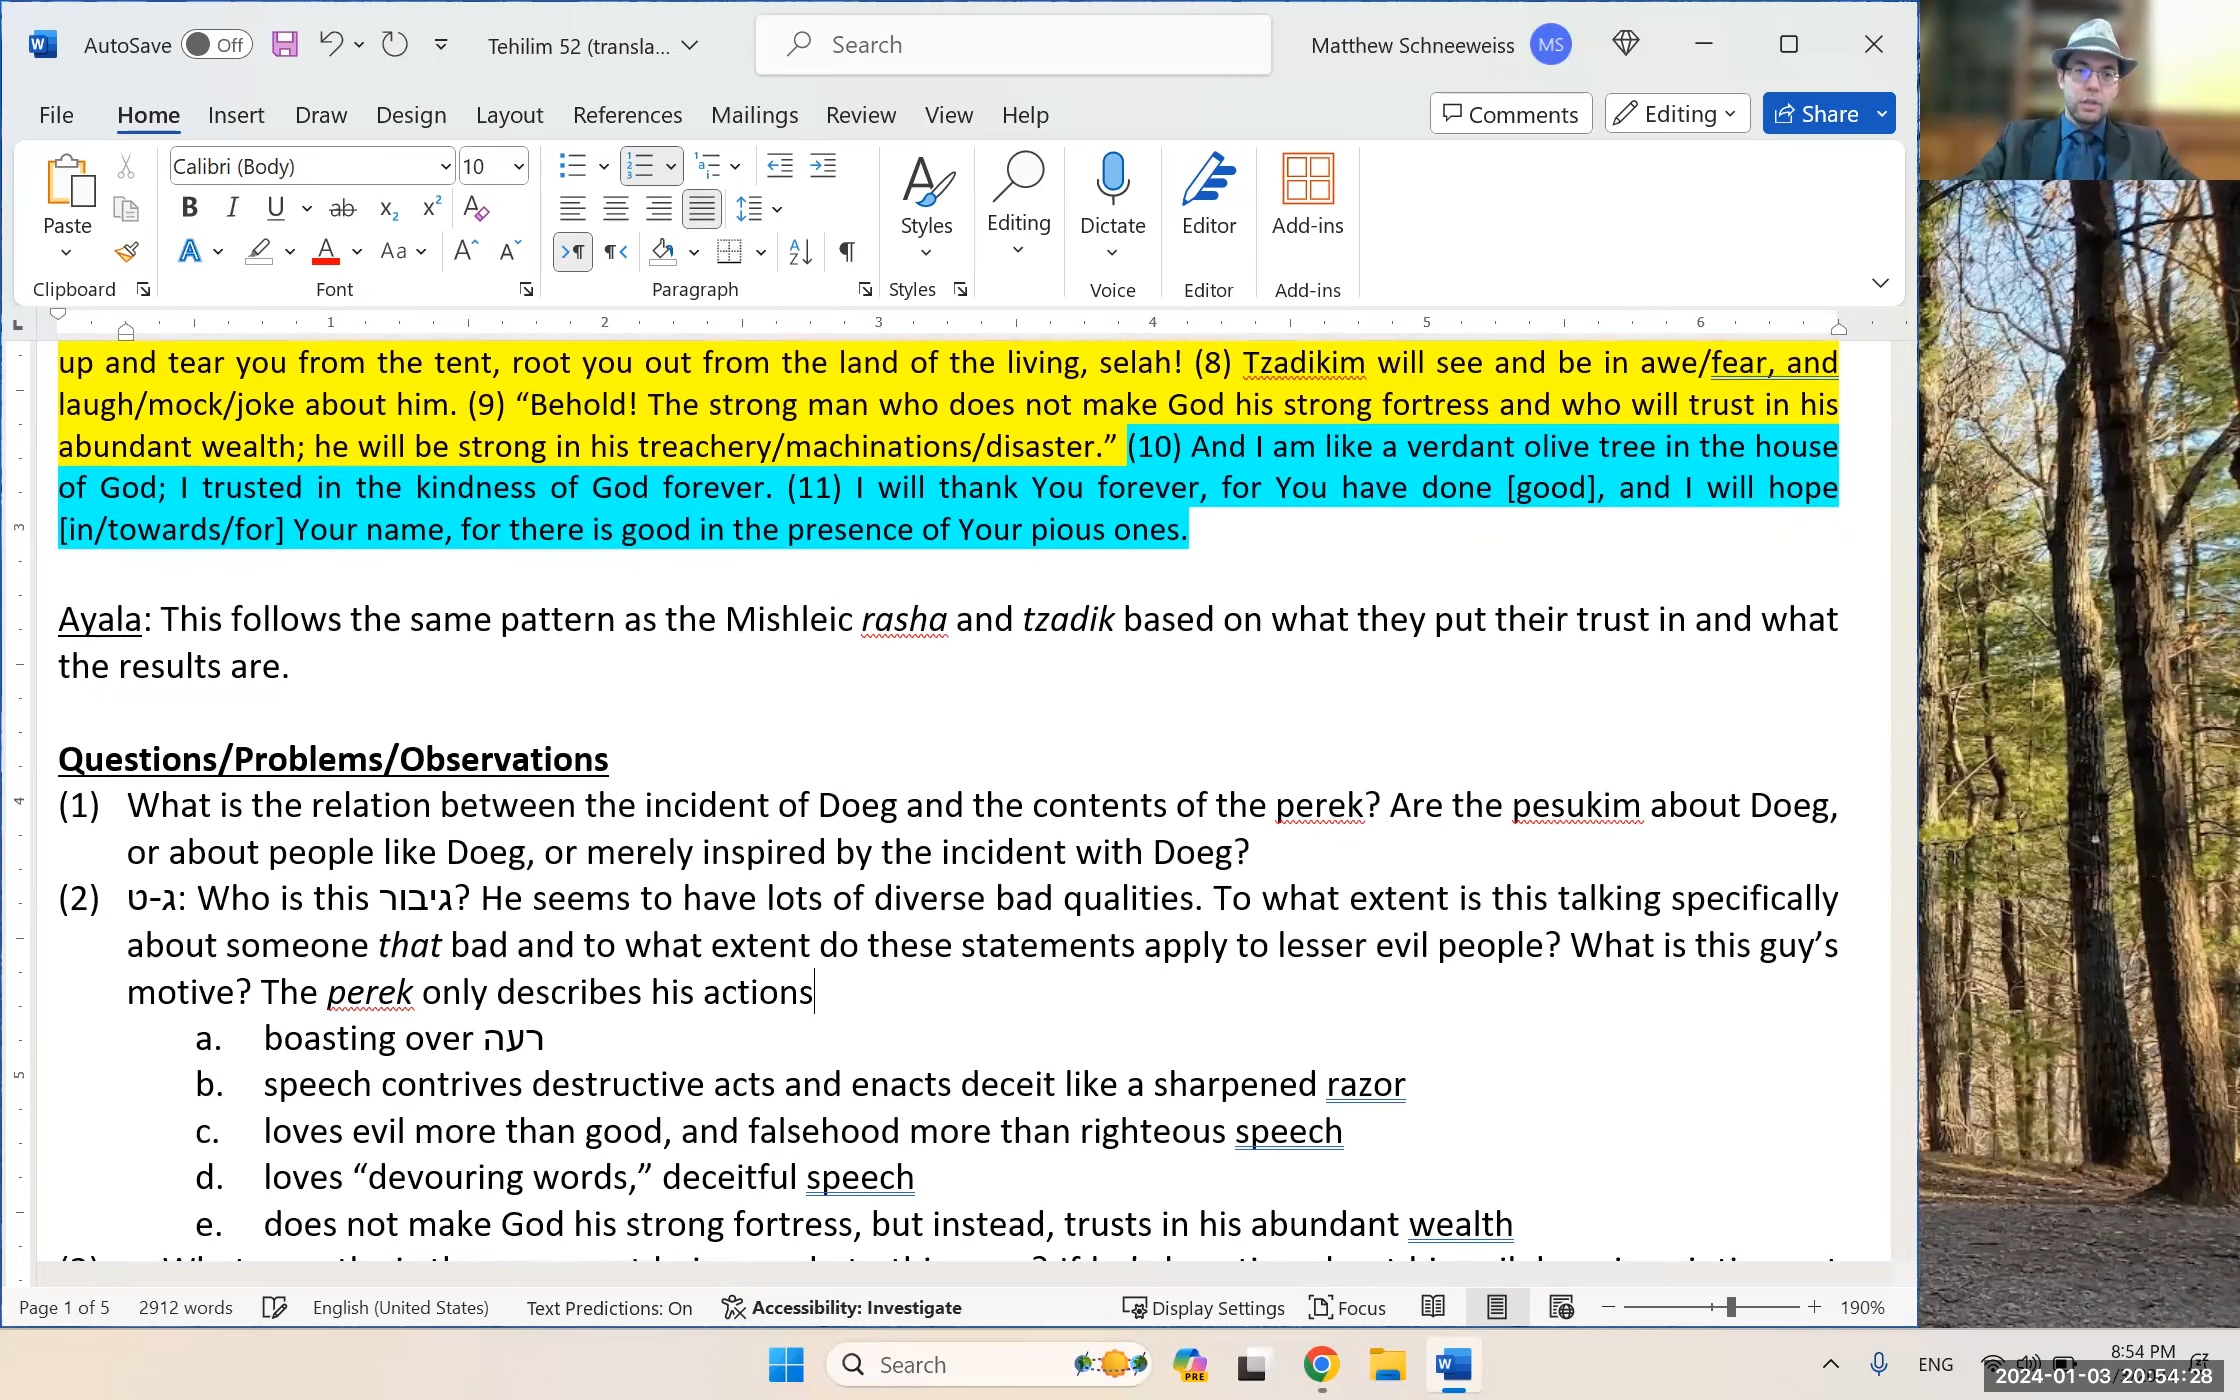 AutoSave Off Tehilim 52 (transla... Search Matthew Schneeweiss MS
File Home Insert Draw Design Layout References Mailings Review View Help Comments Editing Share
Calibri (Body) 10
Paste Styles Editing Dictate Editor Add-ins
Clipboard Font Paragraph Styles Voice Editor Add-ins
1 2 3 4 5 6
up and tear you from the tent, root you out from the land of the living, selah! (8) Tzadikim will see and be in awe/fear, and
laugh/mock/joke about him. (9) “Behold! The strong man who does not make God his strong fortress and who will trust in his
abundant wealth; he will be strong in his treachery/machinations/disaster.” (10) And I am like a verdant olive tree in the house
of God; I trusted in the kindness of God forever. (11) I will thank You forever, for You have done [good], and I will hope
[in/towards/for] Your name, for there is good in the presence of Your pious ones.
Ayala: This follows the same pattern as the Mishleic rasha and tzadik based on what they put their trust in and what
the results are.
Questions/Problems/Observations
(1) What is the relation between the incident of Doeg and the contents of the perek? Are the pesukim about Doeg,
or about people like Doeg, or merely inspired by the incident with Doeg?
(2) ג-ט: Who is this גיבור? He seems to have lots of diverse bad qualities. To what extent is this talking specifically
about someone that bad and to what extent do these statements apply to lesser evil people? What is this guy’s
motive? The perek only describes his actions
a. boasting over רעה
b. speech contrives destructive acts and enacts deceit like a sharpened razor
c. loves evil more than good, and falsehood more than righteous speech
d. loves “devouring words,” deceitful speech
e. does not make God his strong fortress, but instead, trusts in his abundant wealth
Page 1 of 5 2912 words English (United States) Text Predictions: On Accessibility: Investigate Display Settings Focus 190%
Search PRE ENG 8:54 PM
2024-01-03 20:54:28